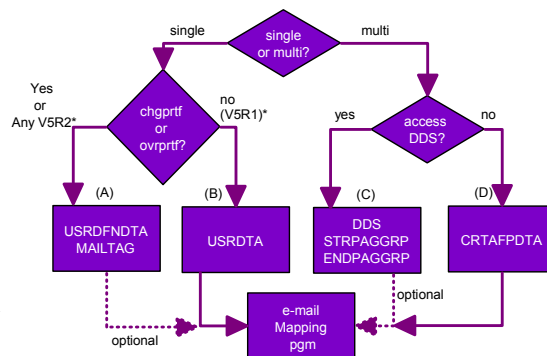 single
single
or multi?
multi
Yes
or
Any V5R2*
chgprtf
or
ovrprtf?
no
(V5R1)*
yes
access
DDS?
no
(A)
(B)
(C)
(D)
USRDFNDTA
MAILTAG
USRDTA
DDS
STRPAGGRP
ENDPAGGRP
CRTAFPDTA
optional
e-mail
Mapping
pgm
optional